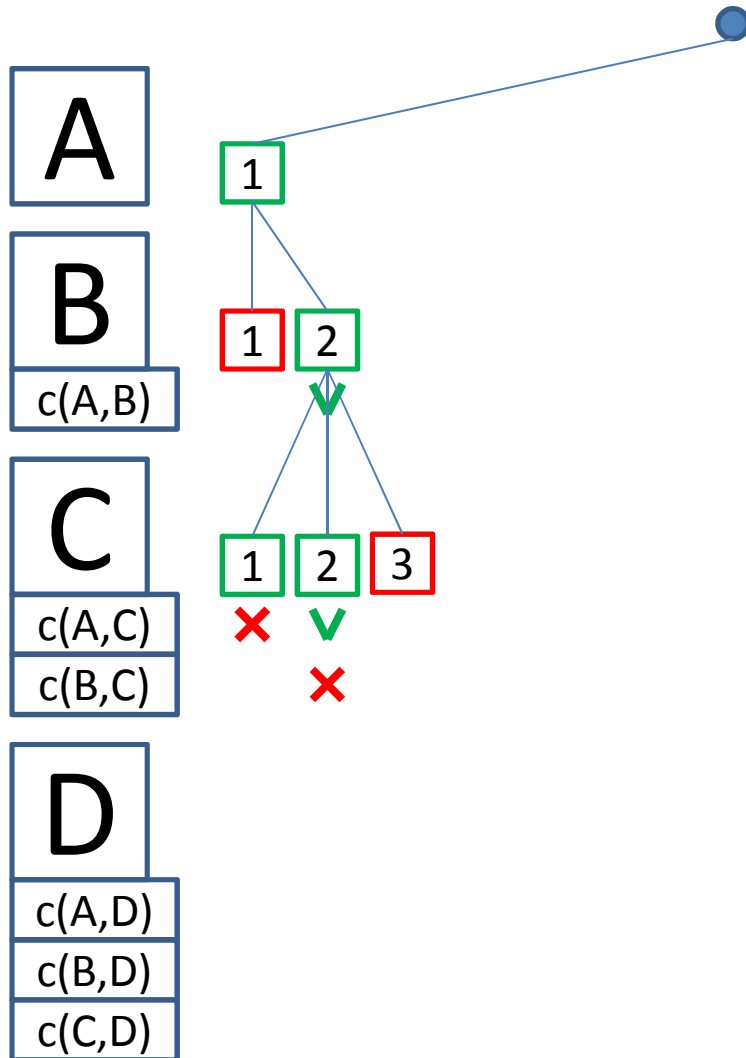 A
1
B
1 2
c(A,B)
C
1 2 3
c(A,C)
c(B,C)
D
c(A,D)
c(B,D)
c(C,D)